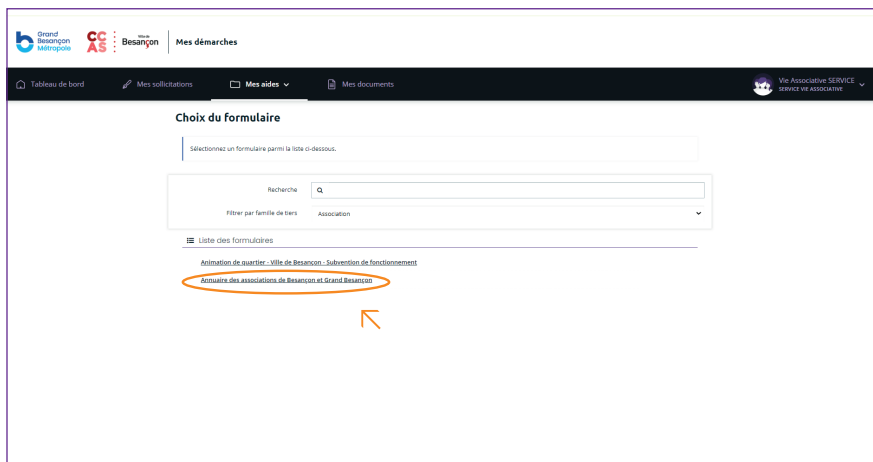 Grand
Besançon
Métropole
CC
AS
Ville de
Besançon
Mes démarches
Tableau de bord
Mes sollicitations
Mes aides
Mes documents
Vie Associative SERVICE
SERVICE VIE ASSOCIATIVE
Choix du formulaire
Sélectionnez un formulaire parmi la liste ci-dessous.
Recherche
Filtrer par famille de tiers
Association
Liste des formulaires
Animation de quartier - Ville de Besançon - Subvention de fonctionnement
Annuaire des associations de Besançon et Grand Besançon